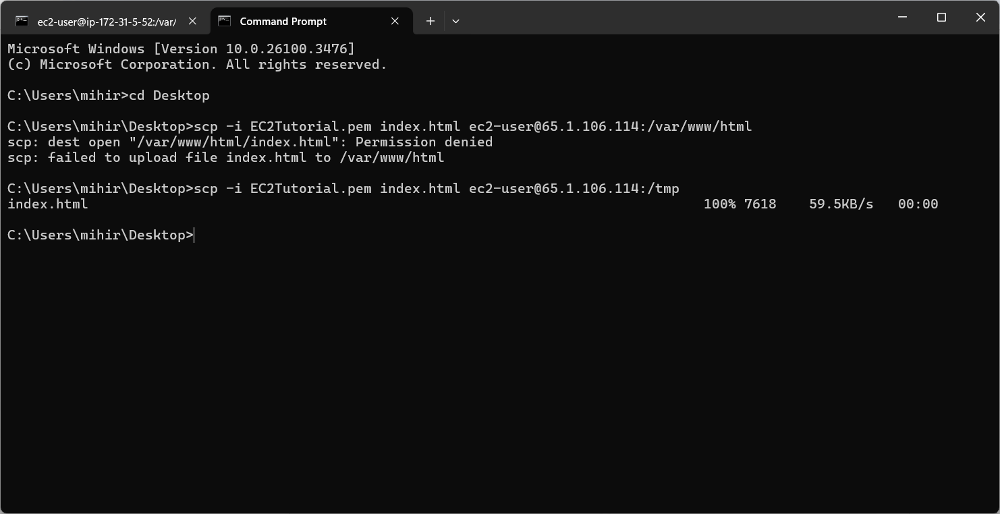 ec2-user@ip-172-31-5-52:/var/
Command Prompt
Microsoft Windows [Version 10.0.26100.3476]
(c) Microsoft Corporation. All rights reserved.
C:\Users\mihir>cd Desktop
C:\Users\mihir\Desktop>scp -i EC2Tutorial.pem index.html ec2-user@65.1.106.114:/var/www/html
scp: dest open "/var/www/html/index.html": Permission denied
scp: failed to upload file index.html to /var/www/html
C:\Users\mihir\Desktop>scp -i EC2Tutorial.pem index.html ec2-user@65.1.106.114:/tmp
index.html 100% 7618 59.5KB/s 00:00
C:\Users\mihir\Desktop>